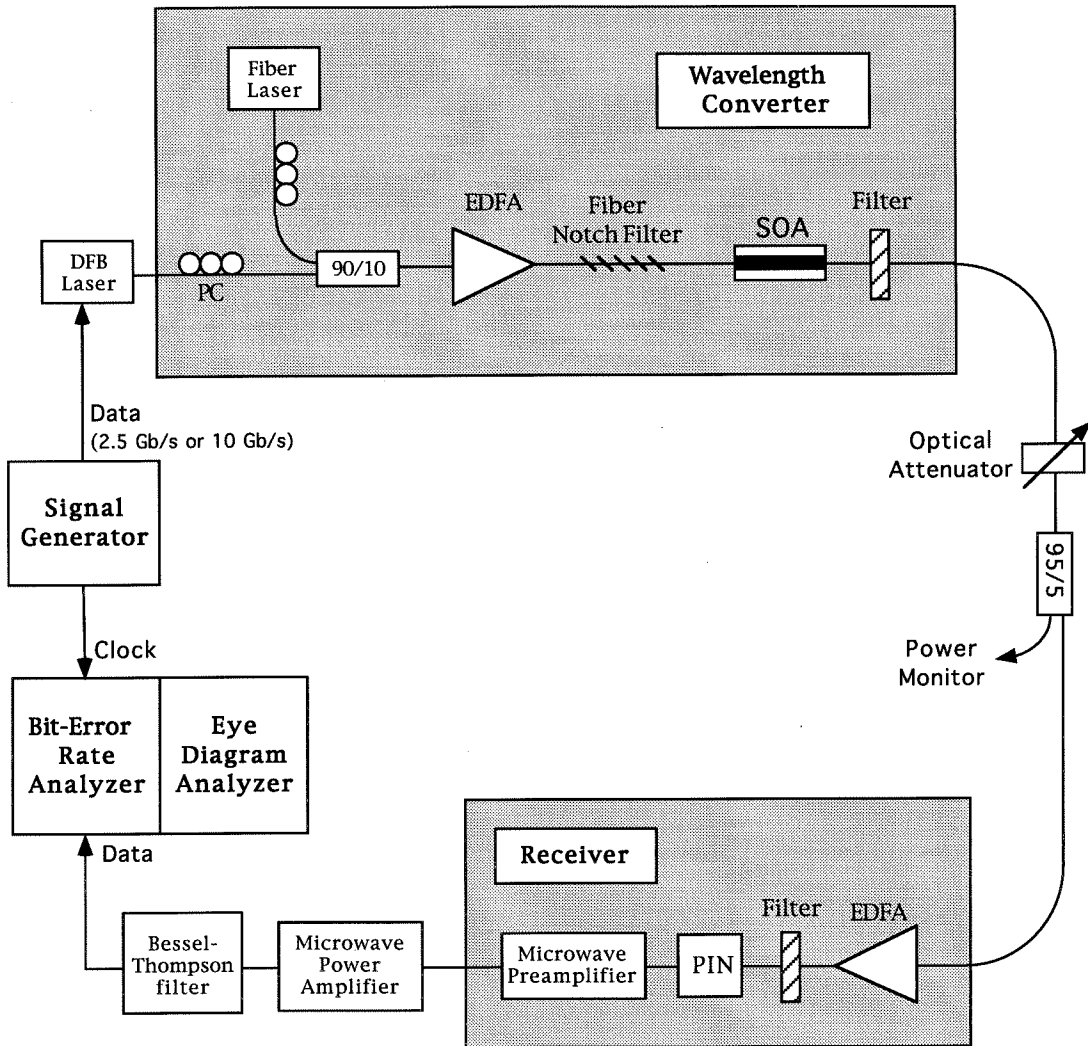 Fiber
Laser
Wavelength
Converter
EDFA
Fiber
Notch Filter
SOA
Filter
DFB
Laser
PC
90/10
Data
(2.5 Gb/s or 10 Gb/s)
Optical
Attenuator
Signal
Generator
95/5
Clock
Power
Monitor
Bit-Error
Rate
Analyzer
Eye
Diagram
Analyzer
Data
Receiver
Filter
EDFA
Bessel-
Thompson
filter
Microwave
Power
Amplifier
Microwave
Preamplifier
PIN